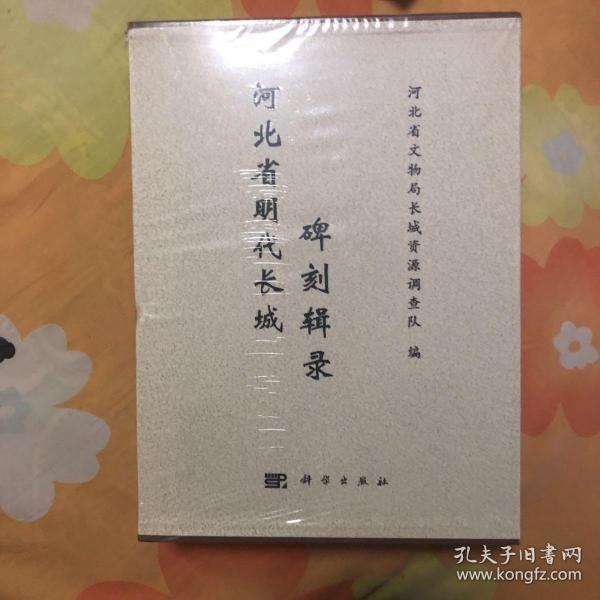 河北省文物局长城资源调查队 编
河北省明代长城
碑刻辑录
科学出版社
孔夫子旧書网
www.kongfz.com